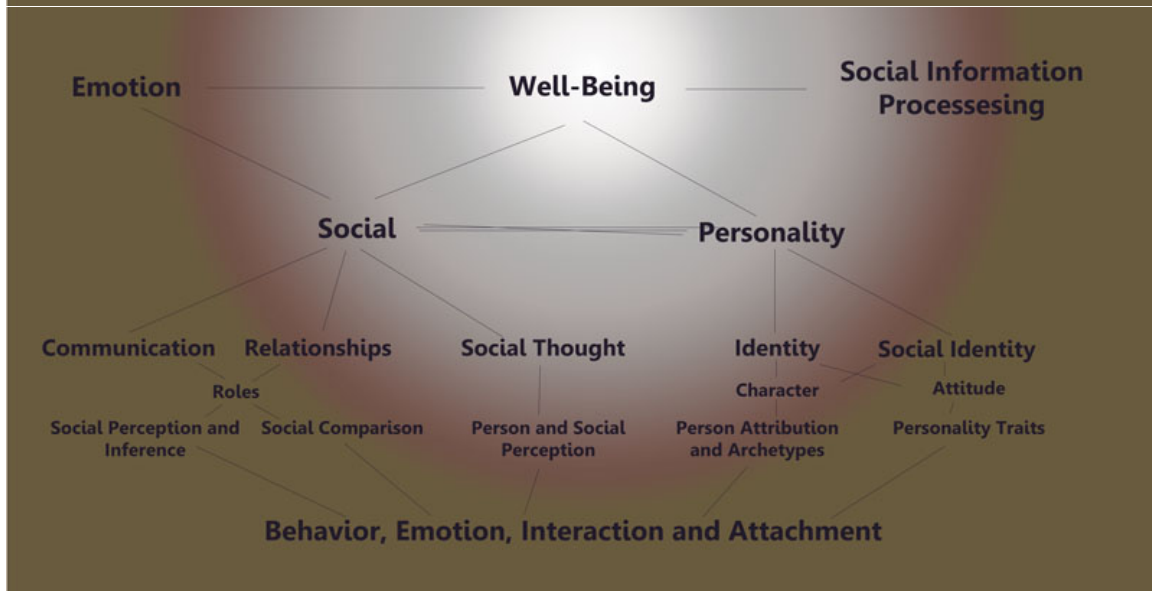 Emotion
Well-Being
Social Information
Processesing
Social
Personality
Communication
Relationships
Social Thought
Identity
Social Identity
Roles
Character
Attitude
Social Perception and
Inference
Social Comparison
Person and Social
Perception
Person Attribution
and Archetypes
Personality Traits
Behavior, Emotion, Interaction and Attachment